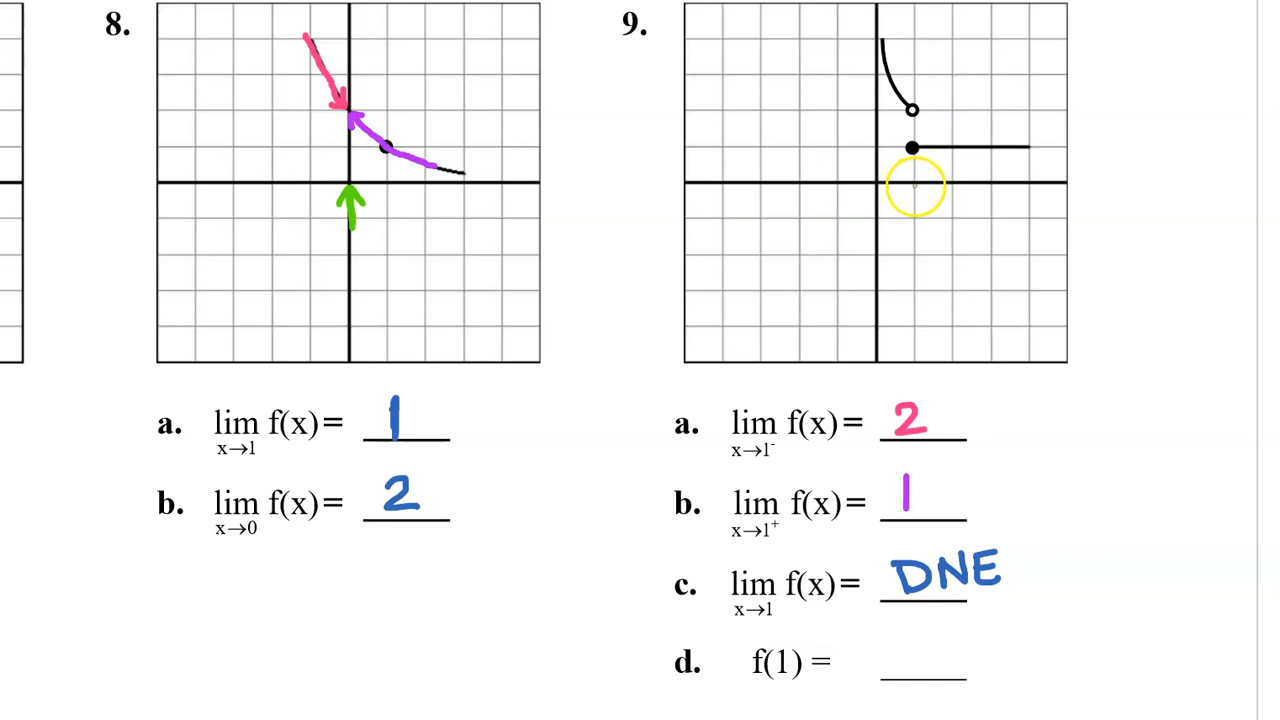 8.
a. lim f(x) = 1
x→1
b. lim f(x) = 2
x→0
9.
a. lim f(x) = 2
x→1⁻
b. lim f(x) = 1
x→1⁺
c. lim f(x) = DNE
x→1
d. f(1) =